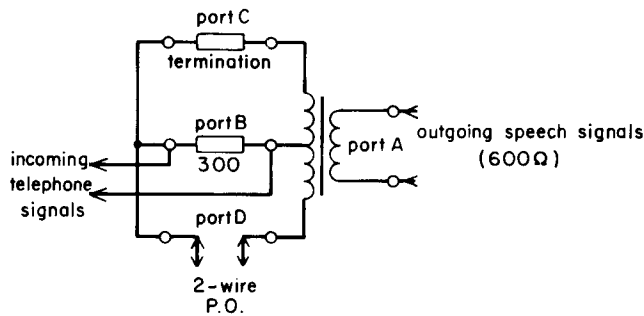 port C
termination
port B
300
port A
outgoing speech signals
(600Ω)
incoming
telephone
signals
port D
2-wire
P.O.